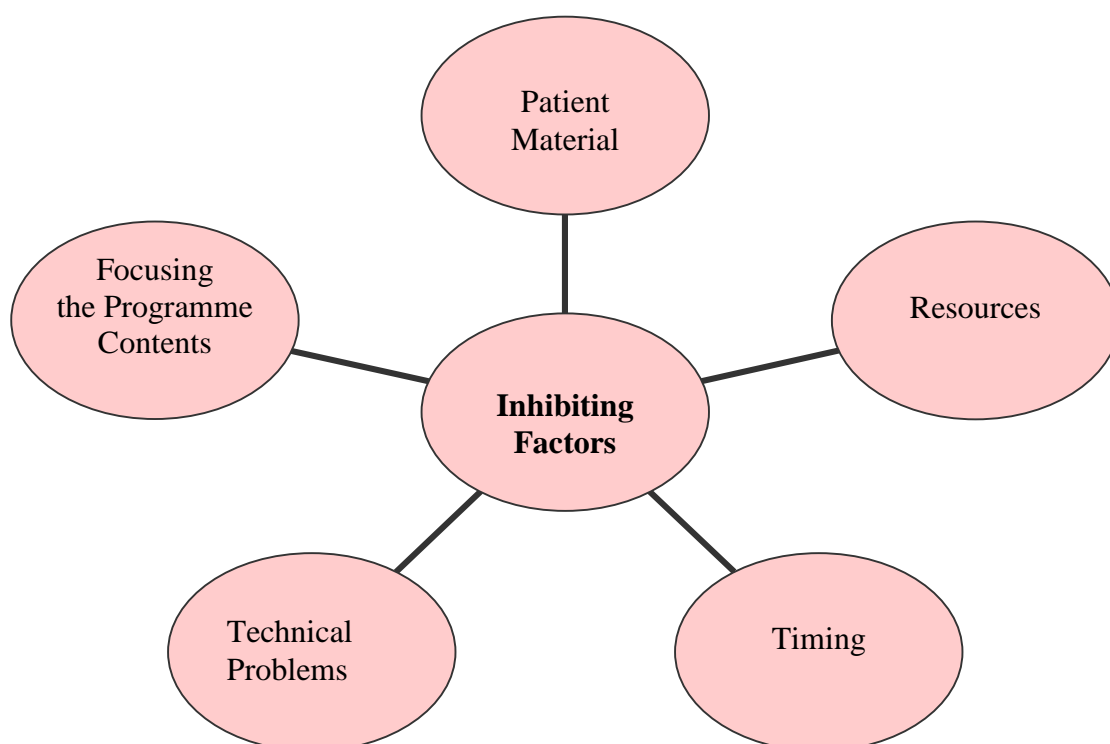 Patient
Material
Focusing
the Programme
Contents
Resources
Inhibiting
Factors
Technical
Problems
Timing